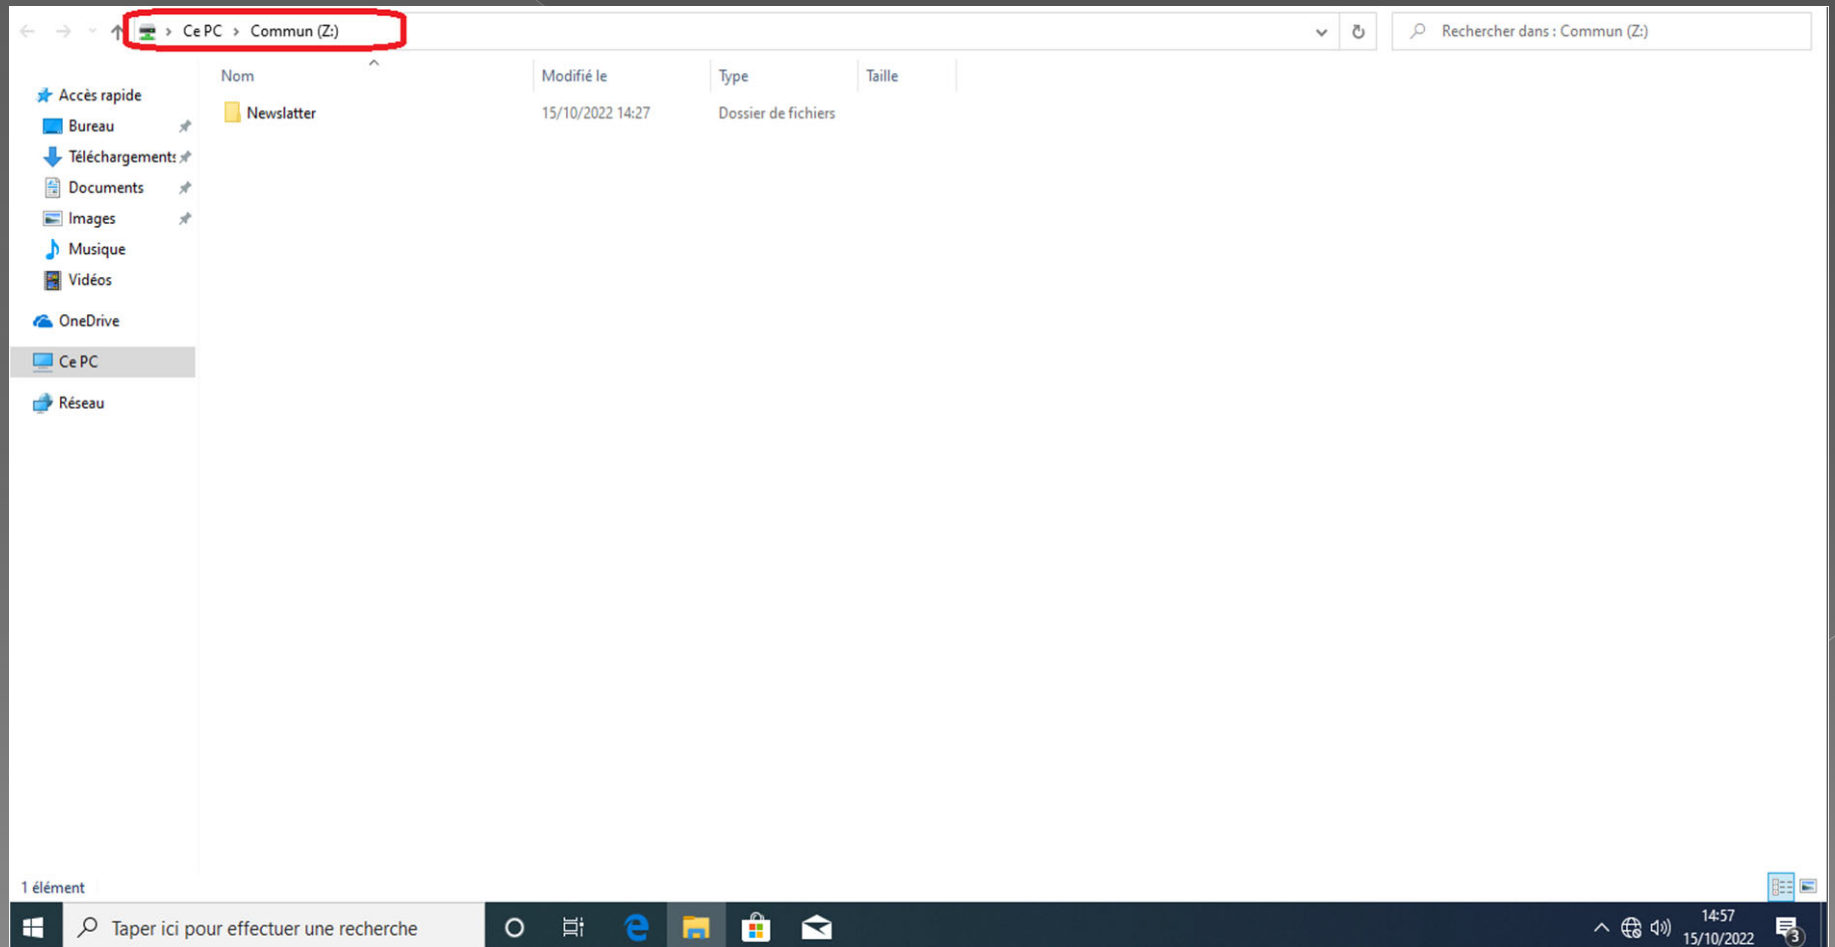 Ce PC > Commun (Z:)
Rechercher dans : Commun (Z:)
Nom Modifié le Type Taille
Newslatter 15/10/2022 14:27 Dossier de fichiers
Accès rapide
Bureau
Téléchargements
Documents
Images
Musique
Vidéos
OneDrive
Ce PC
Réseau
1 élément
Taper ici pour effectuer une recherche
14:57
15/10/2022
3